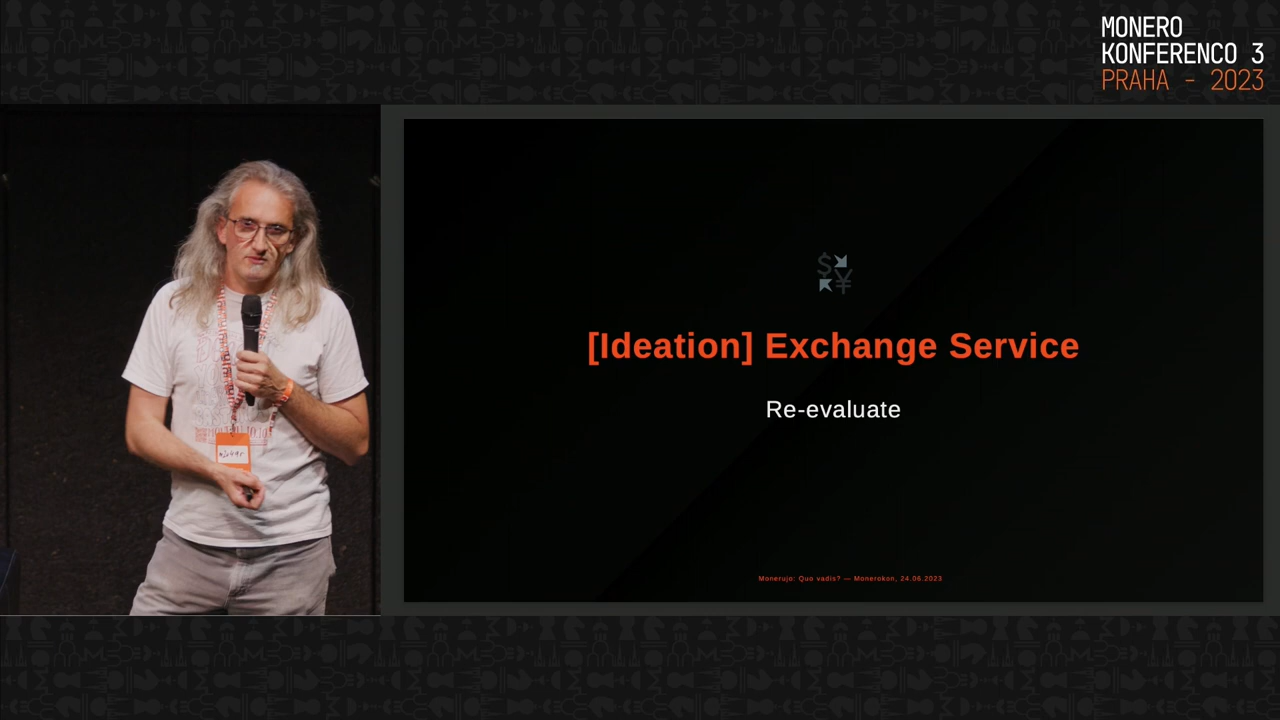 MONERO
KONFERENCO 3
PRAHA - 2023
[Ideation] Exchange Service
Re-evaluate
Monerujo: Quo vadis? — Monerokon, 24.06.2023